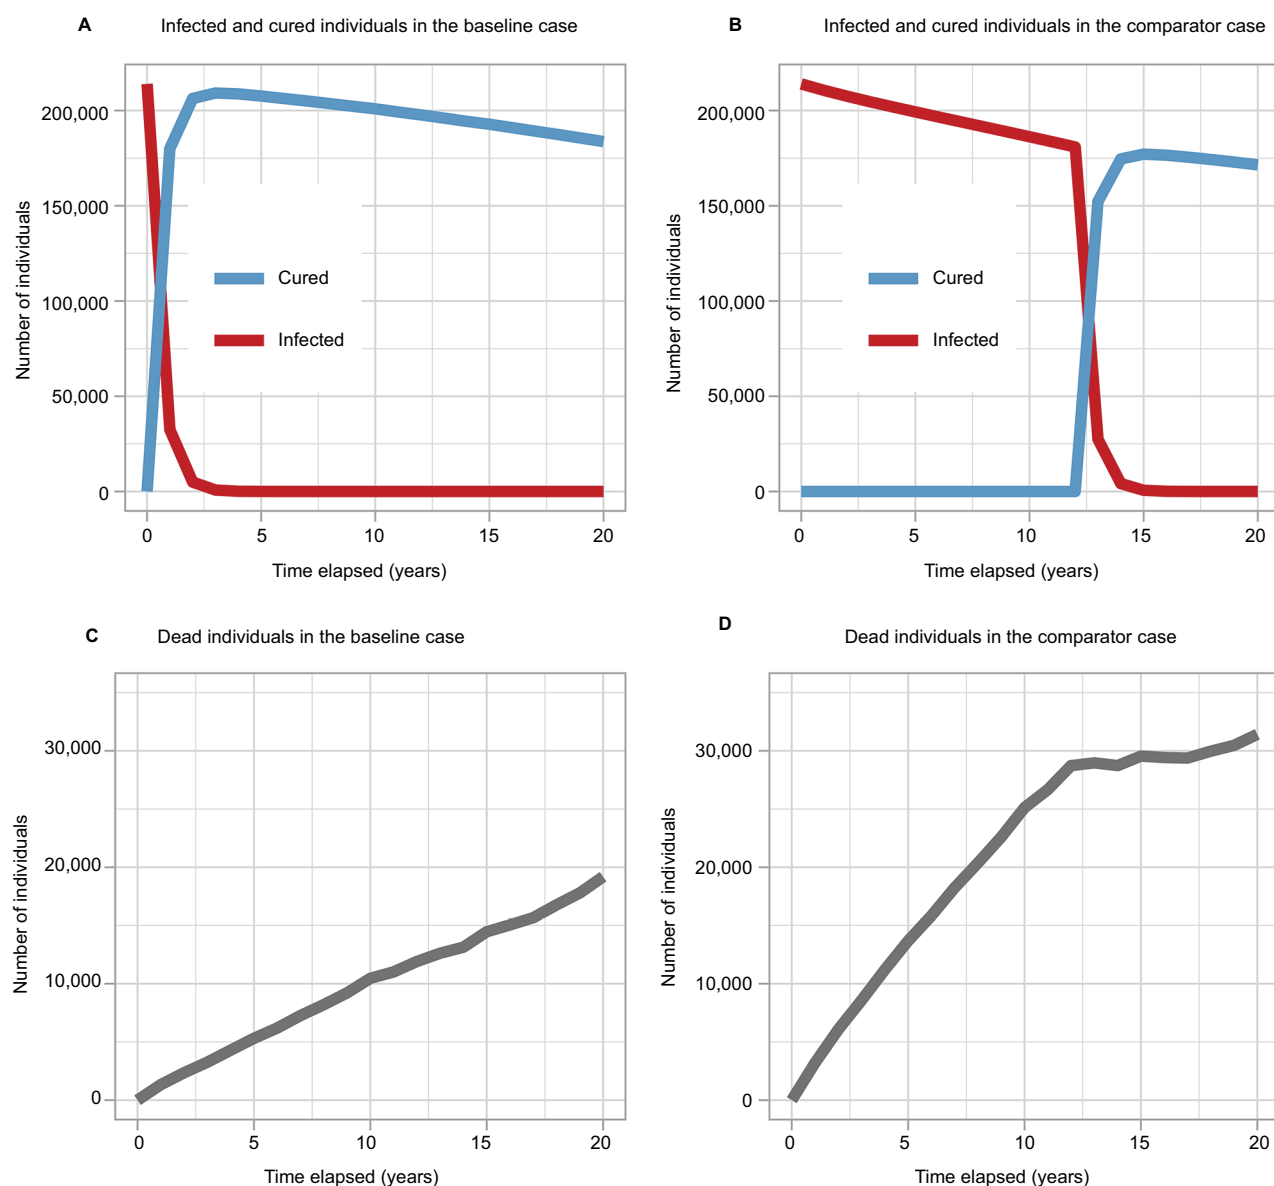 A Infected and cured individuals in the baseline case
Number of individuals
200,000
150,000
100,000
50,000
0
Cured
Infected
0 5 10 15 20
Time elapsed (years)
B Infected and cured individuals in the comparator case
Number of individuals
200,000
150,000
100,000
50,000
0
Cured
Infected
0 5 10 15 20
Time elapsed (years)
C Dead individuals in the baseline case
Number of individuals
30,000
20,000
10,000
0
0 5 10 15 20
Time elapsed (years)
D Dead individuals in the comparator case
Number of individuals
30,000
20,000
10,000
0
0 5 10 15 20
Time elapsed (years)